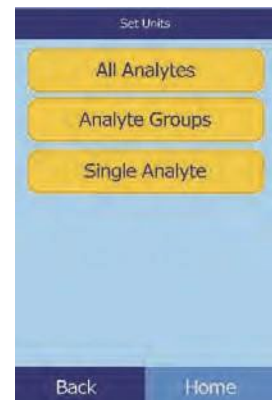 Set Units
All Analytes
Analyte Groups
Single Analyte
Back Home